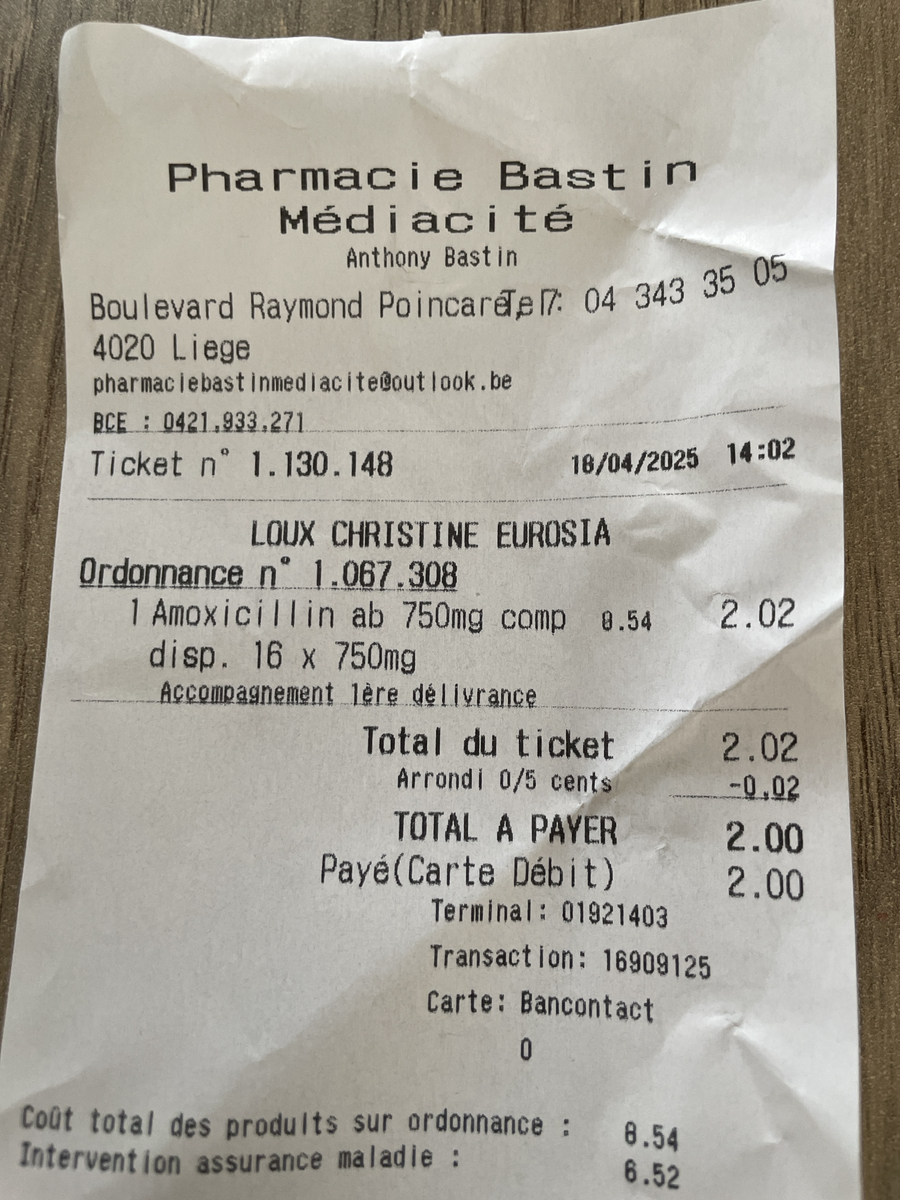 Pharmacie Bastin
Médiacité
Anthony Bastin
Boulevard Raymond Poincaré, 7 Tel: 04 343 35 05
4020 Liege
pharmaciebastinmediacite@outlook.be
BCE : 0421.933.271
Ticket n° 1.130.148 18/04/2025 14:02
LOUX CHRISTINE EUROSIA
Ordonnance n° 1.067.308
1 Amoxicillin ab 750mg comp 8.54 2.02
disp. 16 x 750mg
Accompagnement 1ère délivrance
Total du ticket 2.02
Arrondi 0/5 cents -0.02
TOTAL A PAYER 2.00
Payé(Carte Débit) 2.00
Terminal: 01921403
Transaction: 16909125
Carte: Bancontact
0
Coût total des produits sur ordonnance : 8.54
Intervention assurance maladie : 6.52